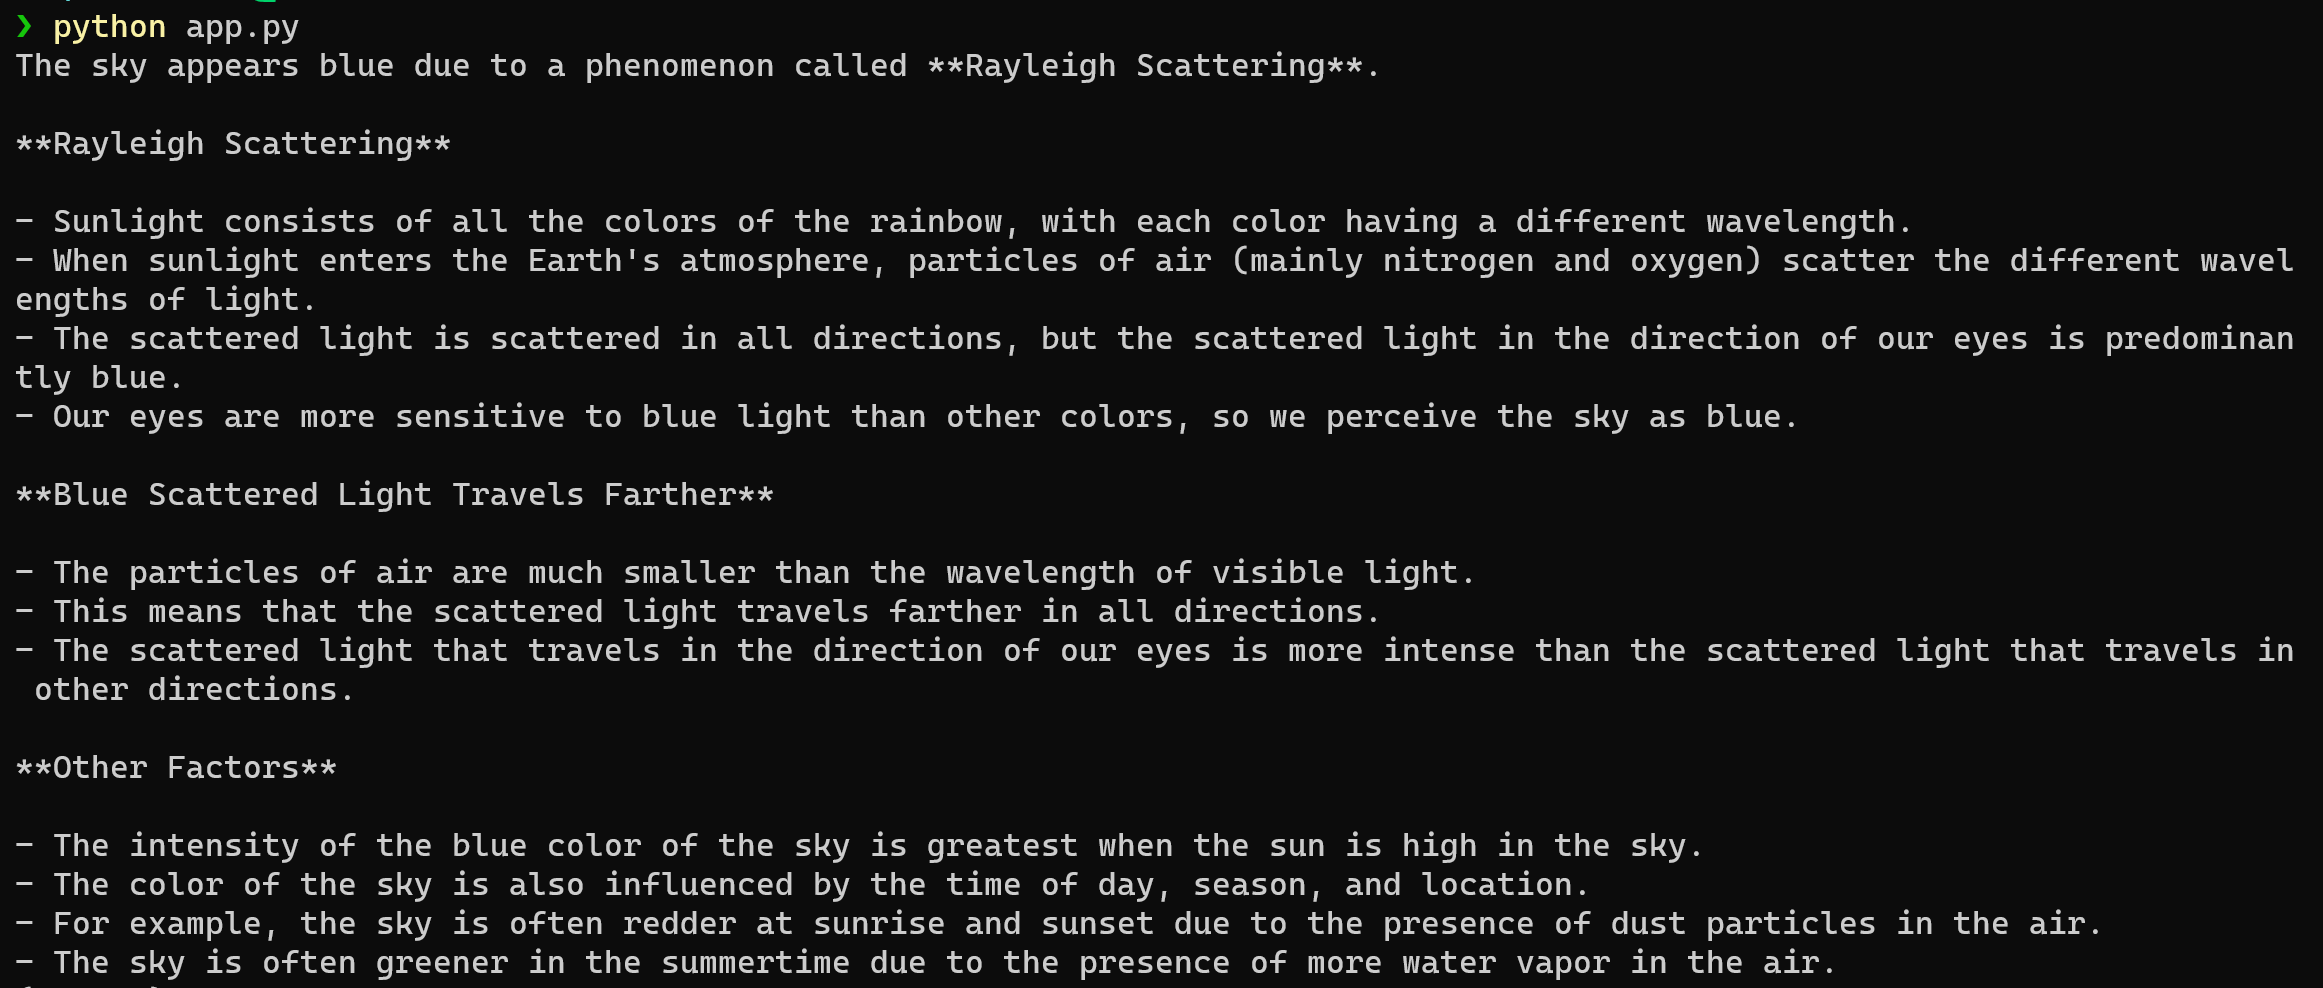 ❯ python app.py
The sky appears blue due to a phenomenon called **Rayleigh Scattering**.
**Rayleigh Scattering**
- Sunlight consists of all the colors of the rainbow, with each color having a different wavelength.
- When sunlight enters the Earth's atmosphere, particles of air (mainly nitrogen and oxygen) scatter the different wavel
engths of light.
- The scattered light is scattered in all directions, but the scattered light in the direction of our eyes is predominan
tly blue.
- Our eyes are more sensitive to blue light than other colors, so we perceive the sky as blue.
**Blue Scattered Light Travels Farther**
- The particles of air are much smaller than the wavelength of visible light.
- This means that the scattered light travels farther in all directions.
- The scattered light that travels in the direction of our eyes is more intense than the scattered light that travels in
 other directions.
**Other Factors**
- The intensity of the blue color of the sky is greatest when the sun is high in the sky.
- The color of the sky is also influenced by the time of day, season, and location.
- For example, the sky is often redder at sunrise and sunset due to the presence of dust particles in the air.
- The sky is often greener in the summertime due to the presence of more water vapor in the air.